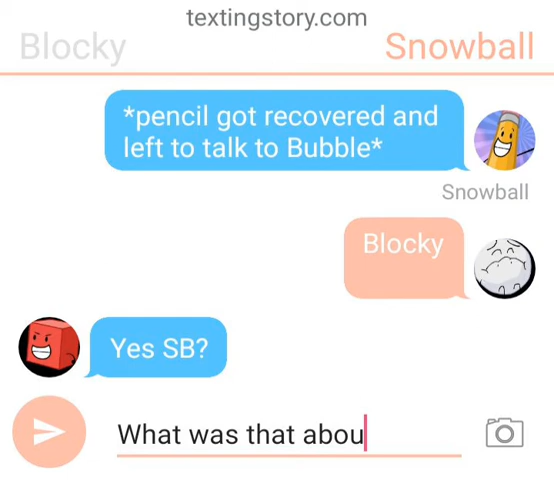 textingstory.com
Blocky
Snowball
*pencil got recovered and
left to talk to Bubble*
Snowball
Blocky
Yes SB?
What was that abou